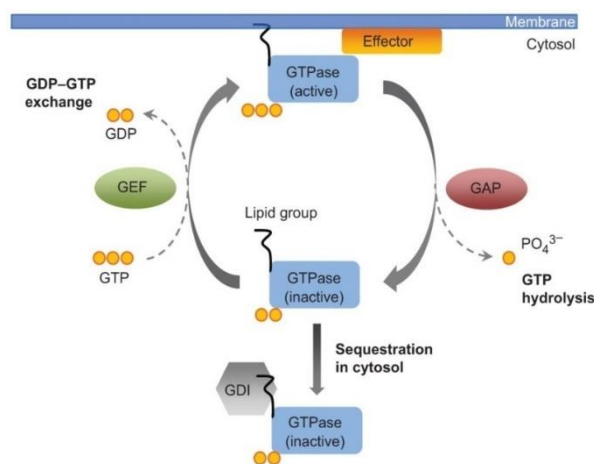 Membrane
Effector
Cytosol
GTPase
(active)
GDP–GTP
exchange
GDP
GEF
GAP
Lipid group
GTP
PO₄³⁻
GTP
hydrolysis
GTPase
(inactive)
Sequestration
in cytosol
GDI
GTPase
(inactive)